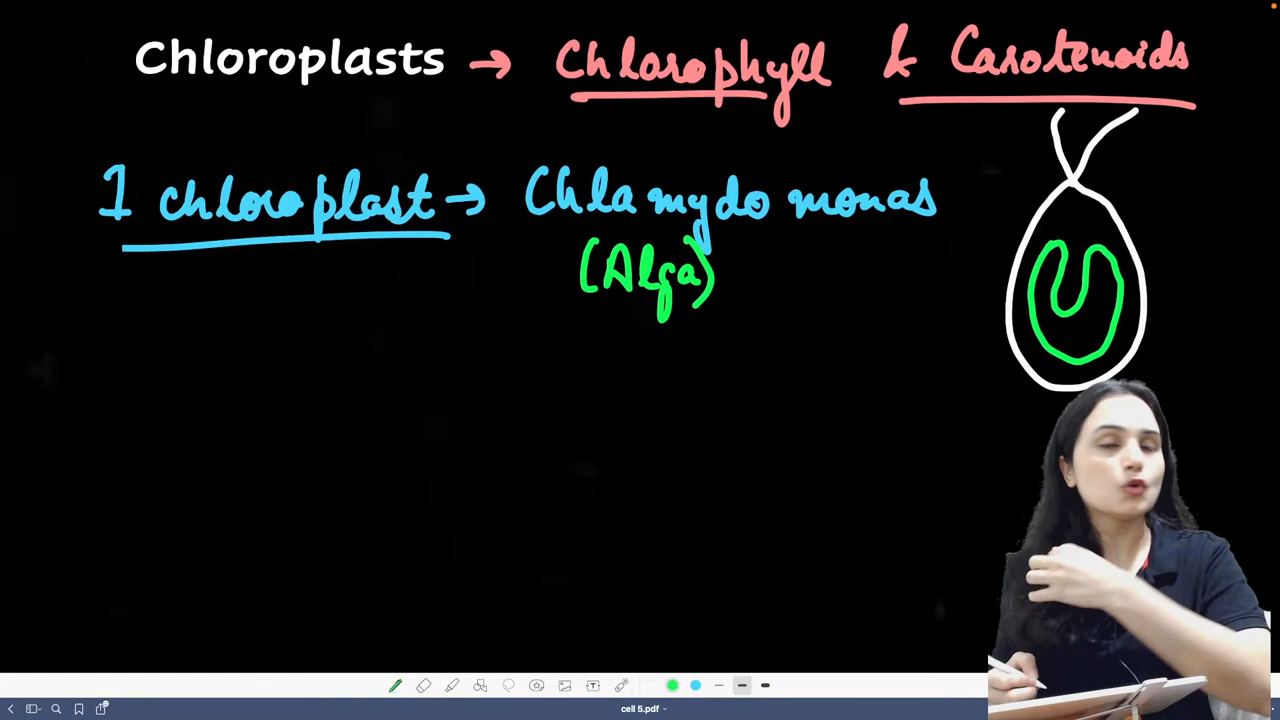 Chloroplasts → Chlorophyll & Carotenoids
1 chloroplast → Chlamydomonas
(Alga)
cell 5.pdf